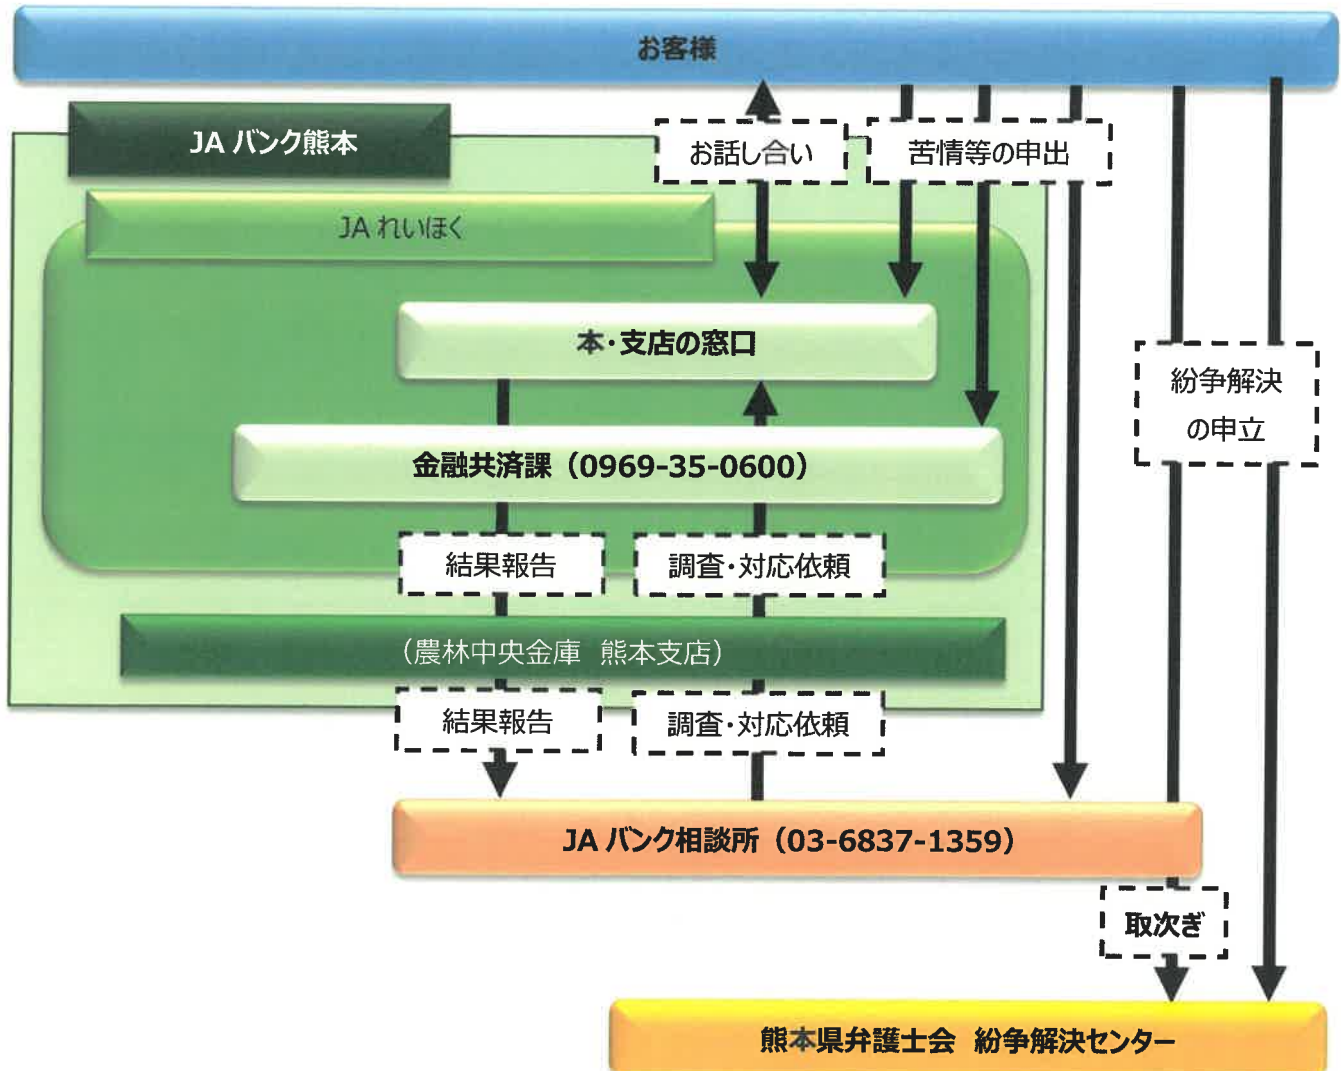 お客様
JA バンク熊本
お話し合い
苦情等の申出
JA れいほく
本・支店の窓口
紛争解決
の申立
金融共済課（0969-35-0600）
結果報告
調査・対応依頼
（農林中央金庫 熊本支店）
結果報告
調査・対応依頼
JA バンク相談所（03-6837-1359）
取次ぎ
熊本県弁護士会 紛争解決センター